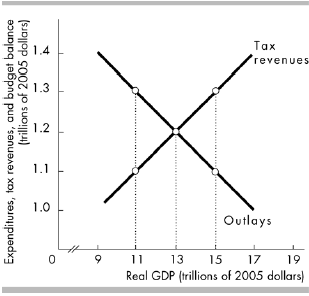 Expenditures, tax revenues, and budget balance
(trillions of 2005 dollars)
Tax
revenues
1.4
1.3
1.2
1.1
1.0
Outlays
0 9 11 13 15 17 19
Real GDP (trillions of 2005 dollars)